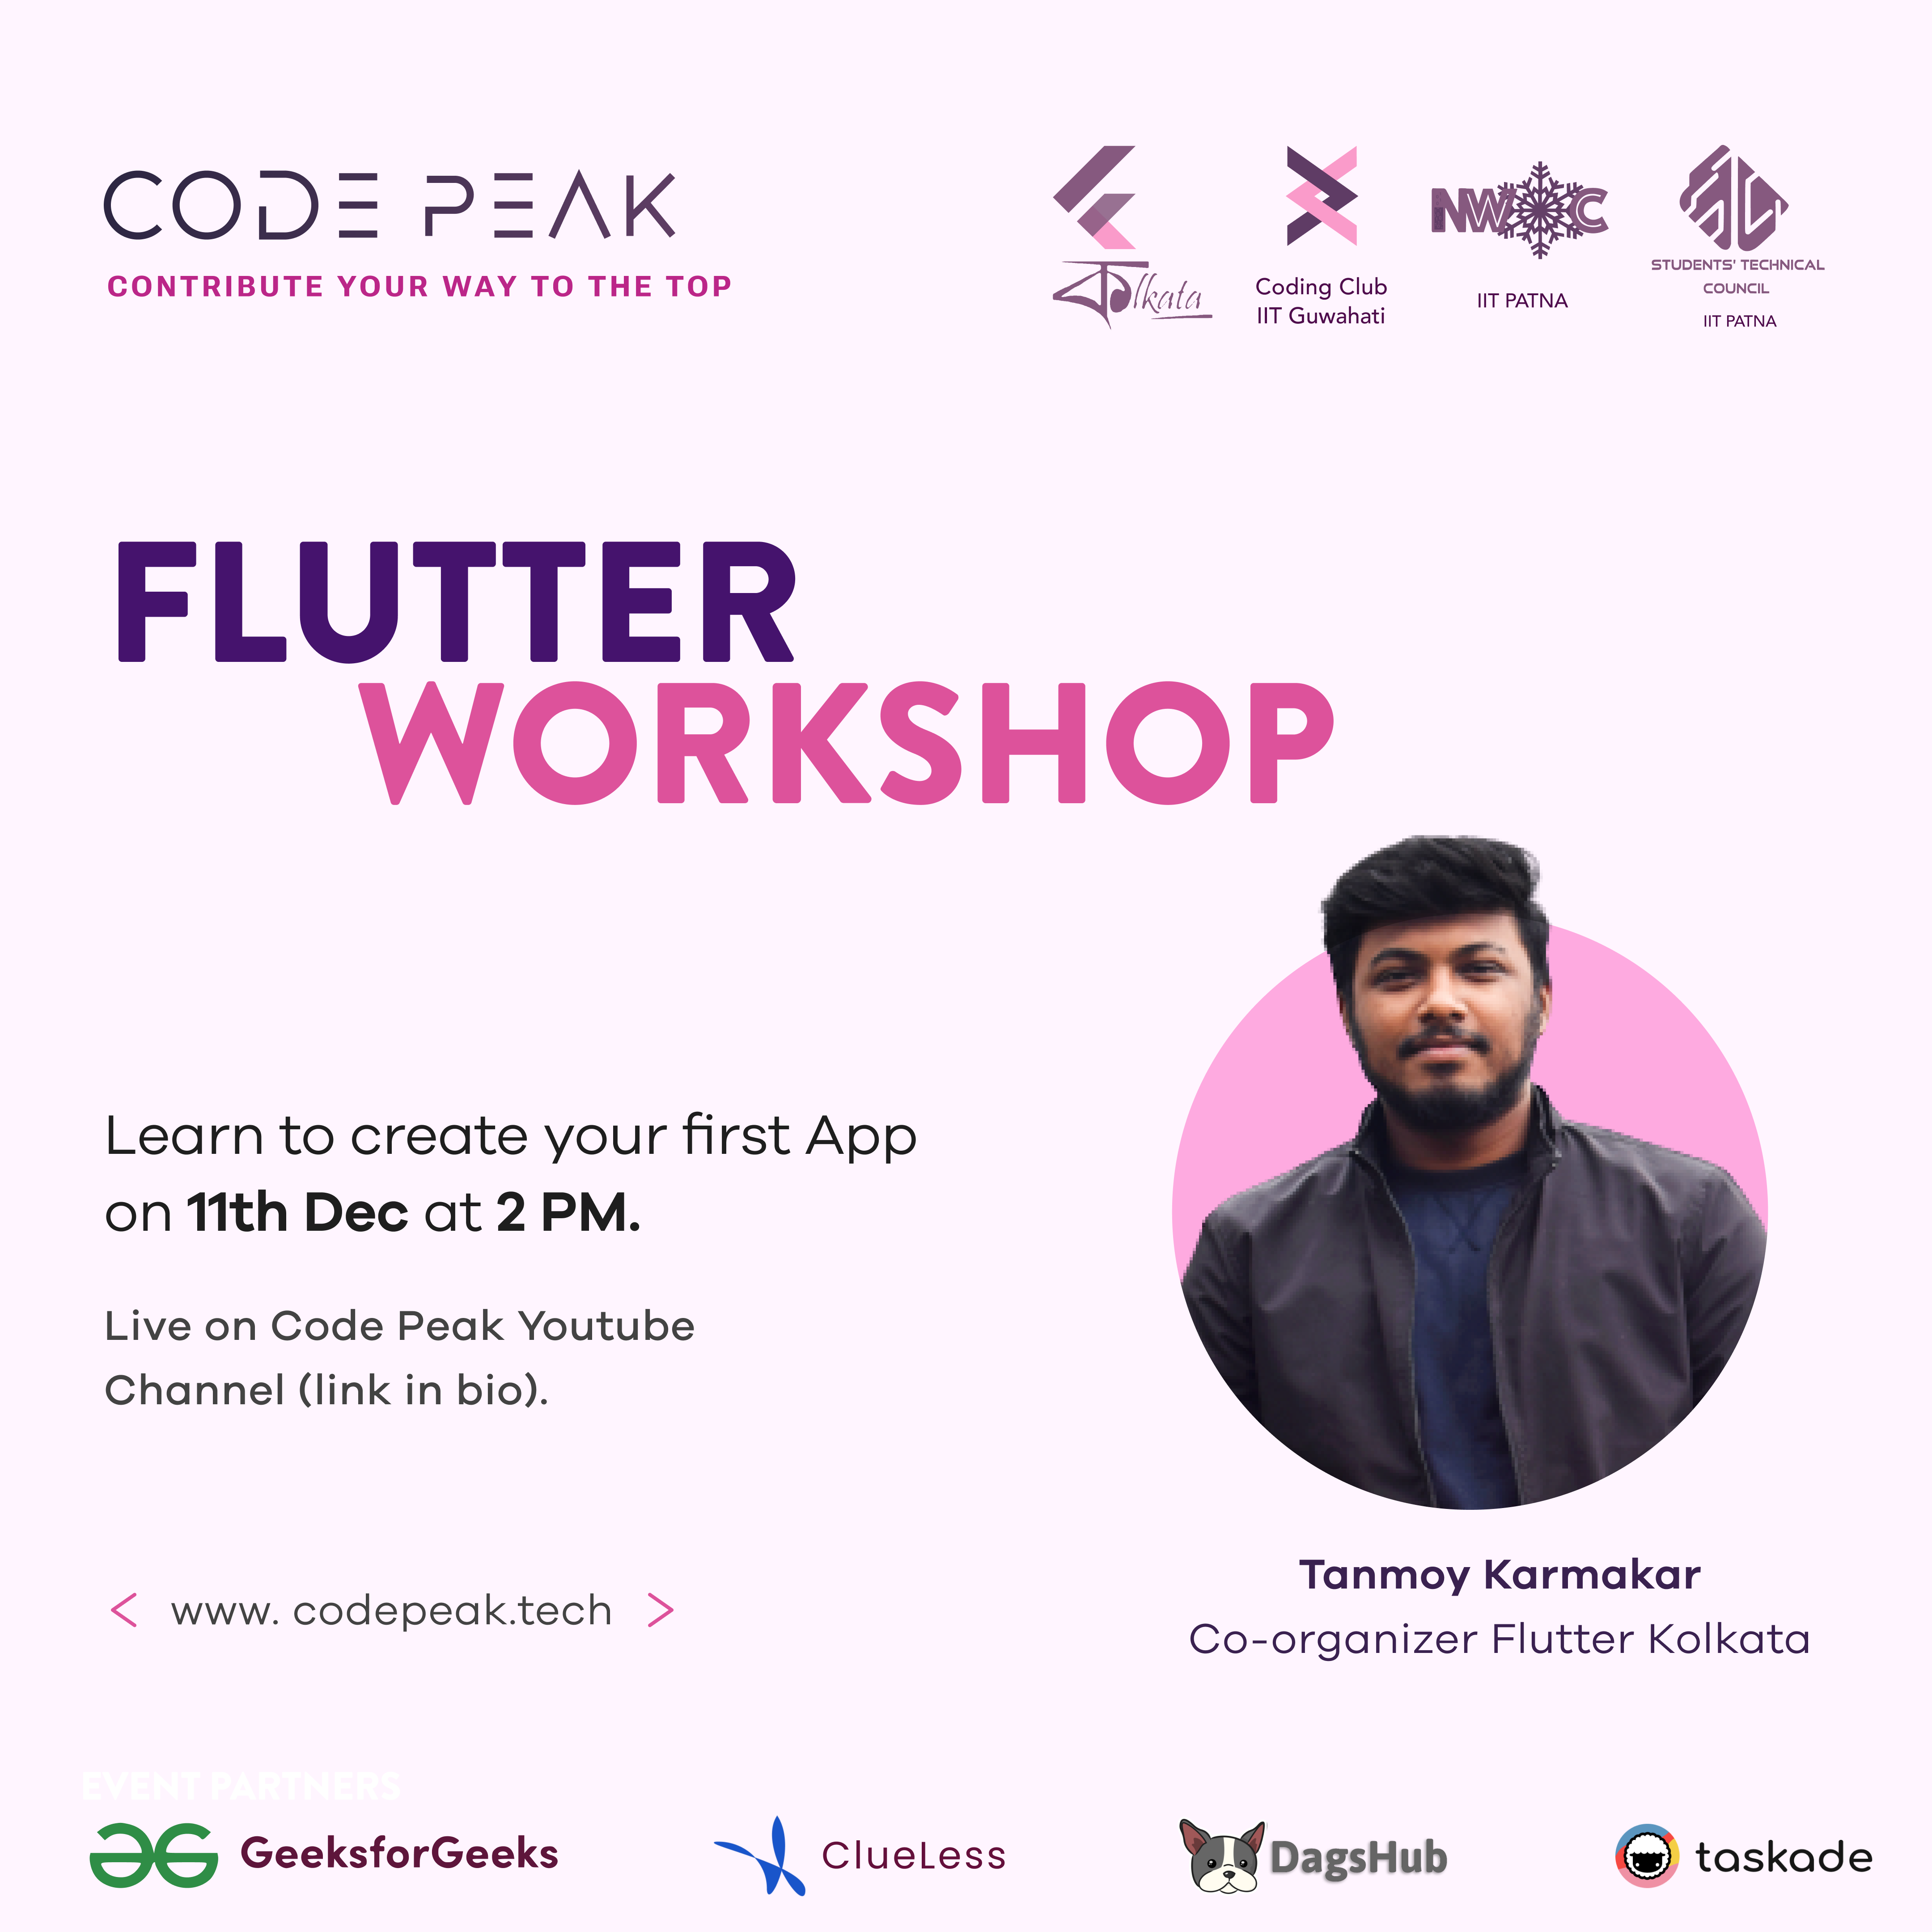 CODE PEAK
CONTRIBUTE YOUR WAY TO THE TOP
কolkata
Coding Club
IIT Guwahati
NWOC
IIT PATNA
STUDENTS' TECHNICAL
COUNCIL
IIT PATNA
FLUTTER
WORKSHOP
Learn to create your first App
on 11th Dec at 2 PM.
Live on Code Peak Youtube
Channel (link in bio).
< www. codepeak.tech >
Tanmoy Karmakar
Co-organizer Flutter Kolkata
EVENT PARTNERS
GeeksforGeeks
ClueLess
DagsHub
taskade